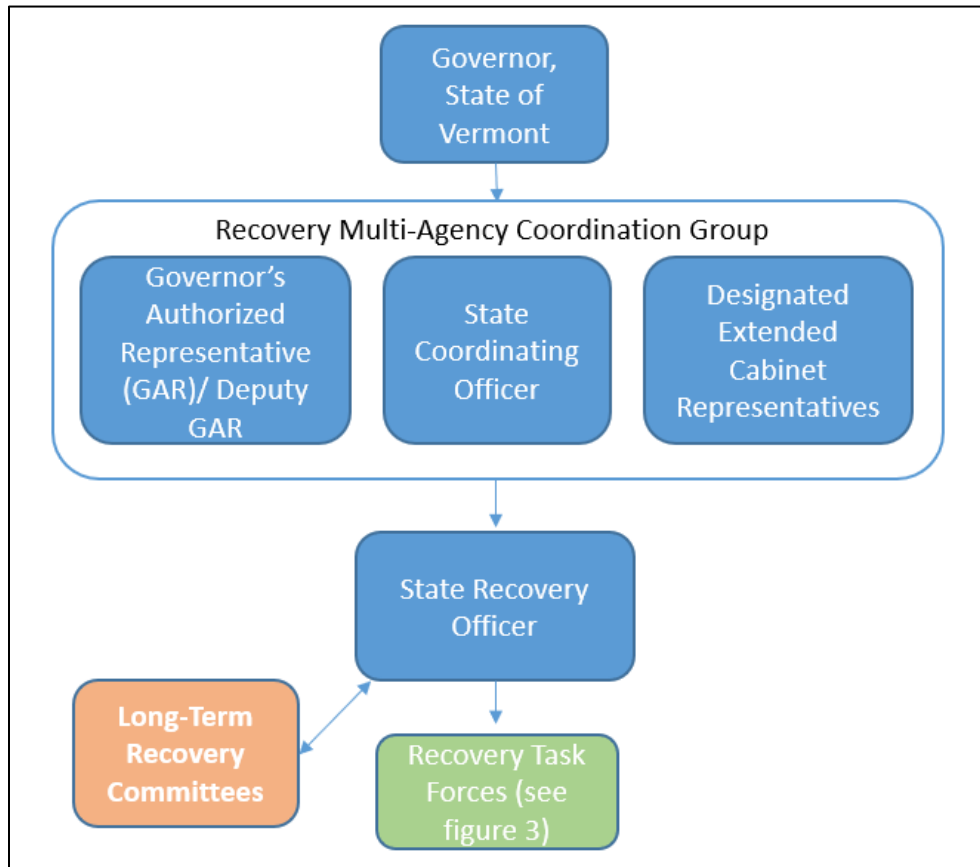 Governor,
State of
Vermont
Recovery Multi-Agency Coordination Group
Governor’s
Authorized
Representative
(GAR)/ Deputy
GAR
State
Coordinating
Officer
Designated
Extended
Cabinet
Representatives
State Recovery
Officer
Long-Term
Recovery
Committees
Recovery Task
Forces (see
figure 3)